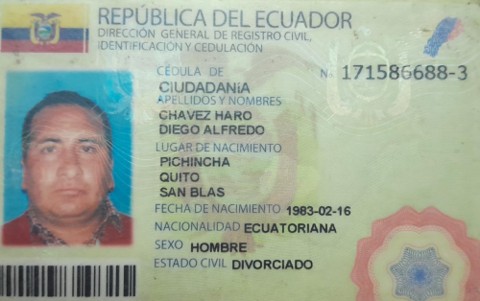 REPÚBLICA DEL ECUADOR
DIRECCIÓN GENERAL DE REGISTRO CIVIL,
IDENTIFICACIÓN Y CEDULACIÓN
CÉDULA DE Nº 171586688-3
CIUDADANíA
APELLIDOS Y NOMBRES
CHAVEZ HARO
DIEGO ALFREDO
LUGAR DE NACIMIENTO
PICHINCHA
QUITO
SAN BLAS
FECHA DE NACIMIENTO 1983-02-16
NACIONALIDAD ECUATORIANA
SEXO HOMBRE
ESTADO CIVIL DIVORCIADO